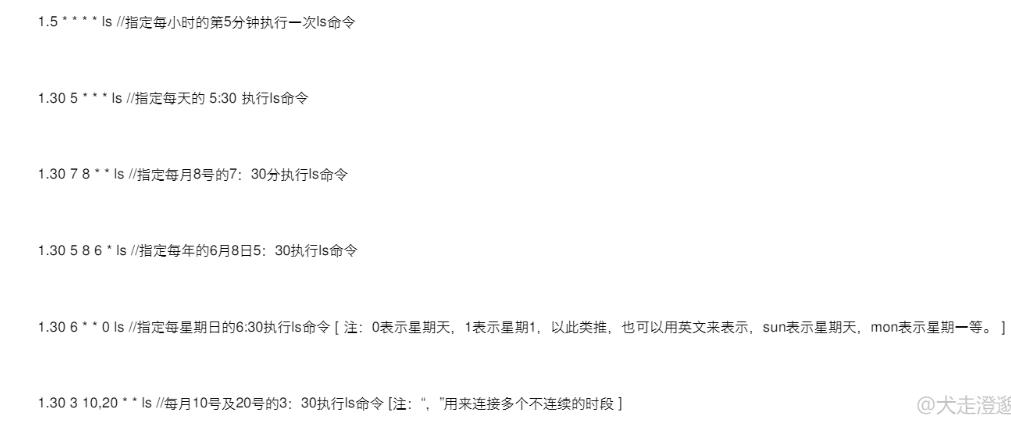 1.5 * * * * ls //指定每小时的第5分钟执行一次ls命令
1.30 5 * * * ls //指定每天的 5:30 执行ls命令
1.30 7 8 * * ls //指定每月8号的7：30分执行ls命令
1.30 5 8 6 * ls //指定每年的6月8日5：30执行ls命令
1.30 6 * * 0 ls //指定每星期日的6:30执行ls命令 [ 注：0表示星期天，1表示星期1，以此类推，也可以用英文来表示，sun表示星期天，mon表示星期一等。 ]
1.30 3 10,20 * * ls //每月10号及20号的3：30执行ls命令 [注：“，”用来连接多个不连续的时段 ]
@犬走澄邈